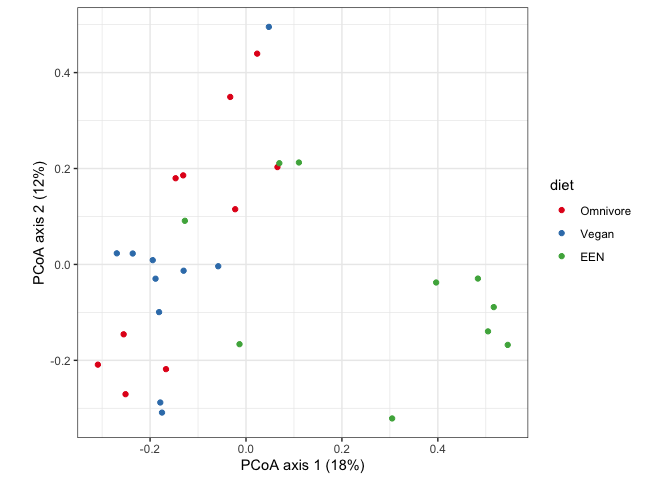 0.4
0.2
0.0
-0.2
PCoA axis 2 (12%)
-0.2
0.0
0.2
0.4
PCoA axis 1 (18%)
diet
Omnivore
Vegan
EEN